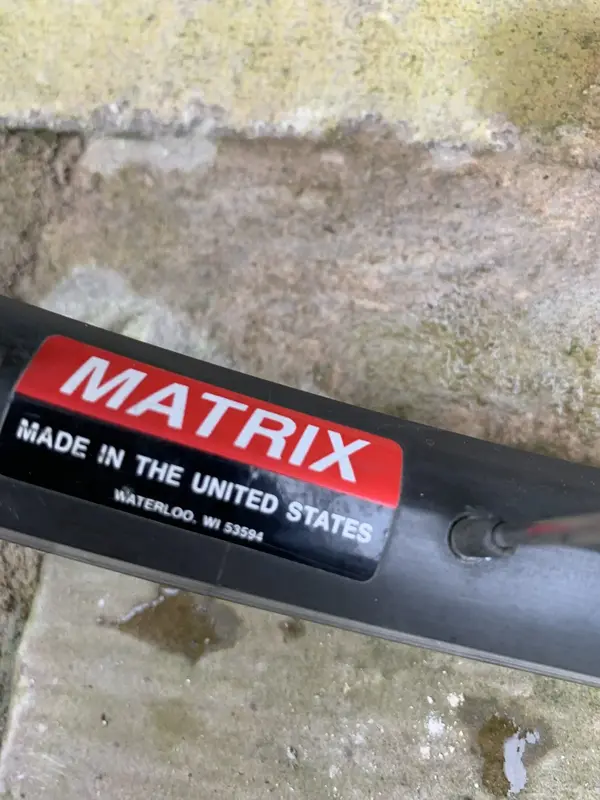 MATRIX
MADE IN THE UNITED STATES
WATERLOO, WI 53594